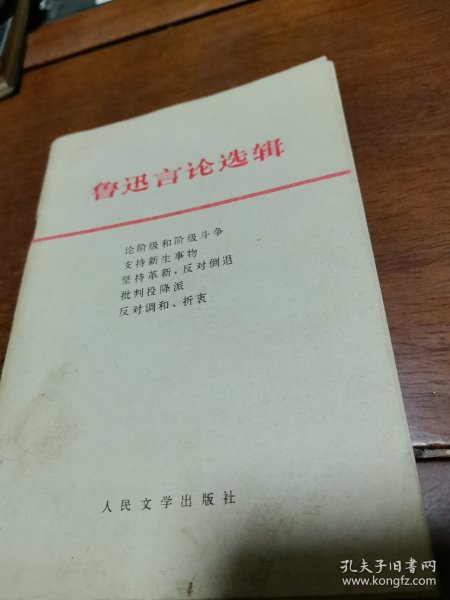 鲁迅言论选辑
论阶级和阶级斗争
支持新生事物
坚持革新,反对倒退
批判投降派
反对调和、折衷
人民文学出版社
孔夫子旧书网
www.kongfz.com